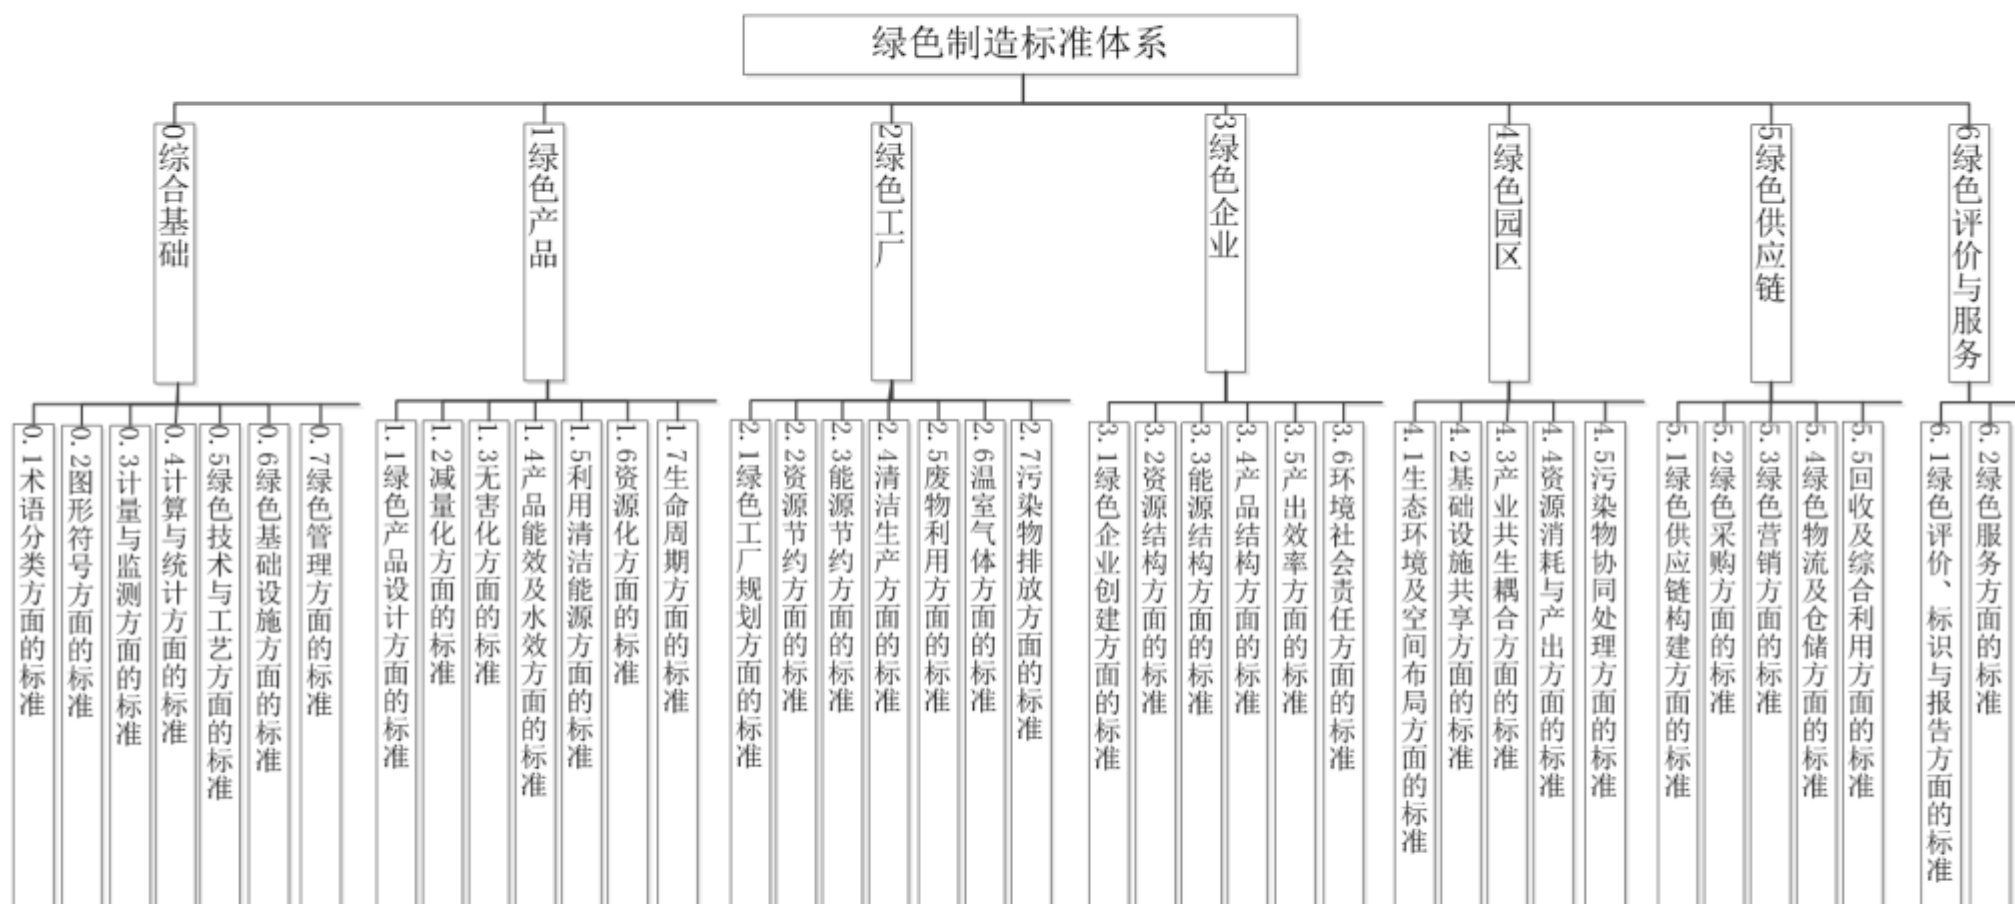 绿色制造标准体系
0综合基础
1绿色产品
2绿色工厂
3绿色企业
4绿色园区
5绿色供应链
6绿色评价与服务
0.1术语分类方面的标准
0.2图形符号方面的标准
0.3计量与监测方面的标准
0.4计算与统计方面的标准
0.5绿色技术与工艺方面的标准
0.6绿色基础设施方面的标准
0.7绿色管理方面的标准
1.1绿色产品设计方面的标准
1.2减量化方面的标准
1.3无害化方面的标准
1.4产品能效及水效方面的标准
1.5利用清洁能源方面的标准
1.6资源化方面的标准
1.7生命周期方面的标准
2.1绿色工厂规划方面的标准
2.2资源节约方面的标准
2.3能源节约方面的标准
2.4清洁生产方面的标准
2.5废物利用方面的标准
2.6温室气体方面的标准
2.7污染物排放方面的标准
3.1绿色企业创建方面的标准
3.2资源结构方面的标准
3.3能源结构方面的标准
3.4产品结构方面的标准
3.5产出效率方面的标准
3.6环境社会责任方面的标准
4.1生态环境及空间布局方面的标准
4.2基础设施共享方面的标准
4.3产业共生耦合方面的标准
4.4资源消耗与产出方面的标准
4.5污染物协同处理方面的标准
5.1绿色供应链构建方面的标准
5.2绿色采购方面的标准
5.3绿色营销方面的标准
5.4绿色物流及仓储方面的标准
5.5回收及综合利用方面的标准
6.1绿色评价、标识与报告方面的标准
6.2绿色服务方面的标准